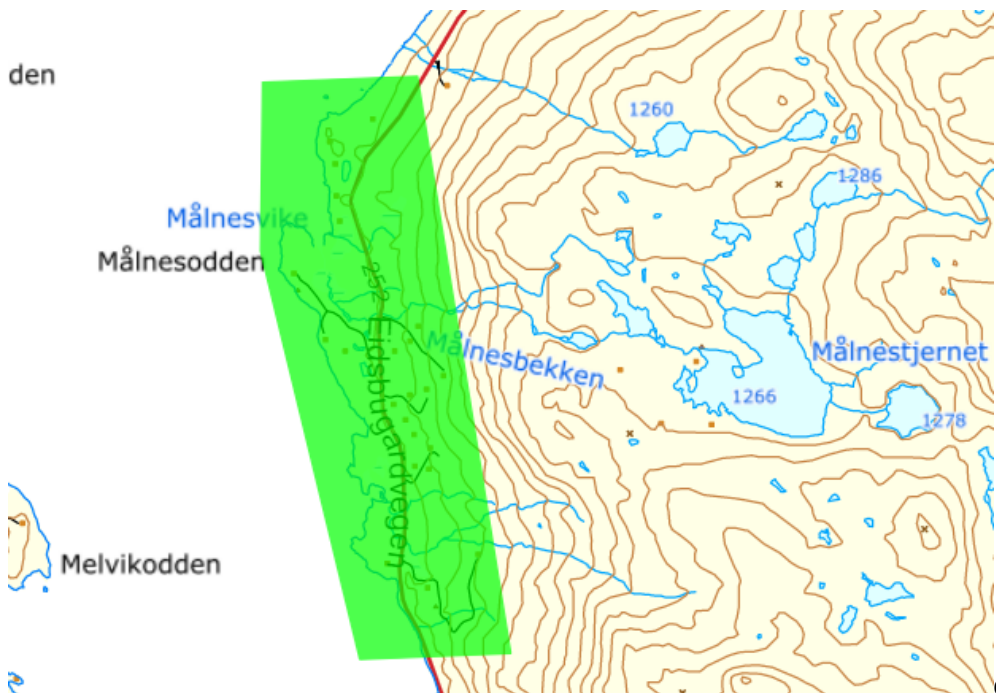 den
1260
1286
Målnesvike
Målnesodden
252 Eidsbugardvegen
Målnesbekken
Målnestjernet
1266
1278
Melvikodden